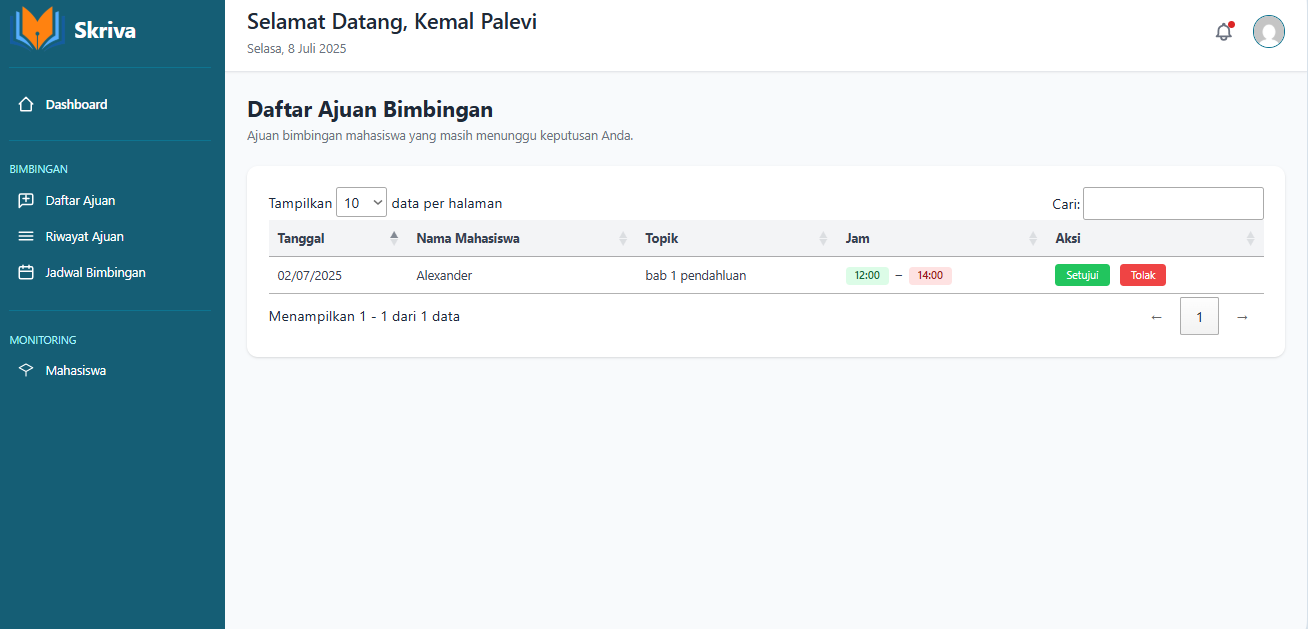 Skriva
Dashboard
BIMBINGAN
Daftar Ajuan
Riwayat Ajuan
Jadwal Bimbingan
MONITORING
Mahasiswa
Selamat Datang, Kemal Palevi
Selasa, 8 Juli 2025
Daftar Ajuan Bimbingan
Ajuan bimbingan mahasiswa yang masih menunggu keputusan Anda.
Tampilkan 10 data per halaman Cari:
Tanggal Nama Mahasiswa Topik Jam Aksi
02/07/2025 Alexander bab 1 pendahluan 12:00 – 14:00 Setujui Tolak
Menampilkan 1 - 1 dari 1 data ← 1 →